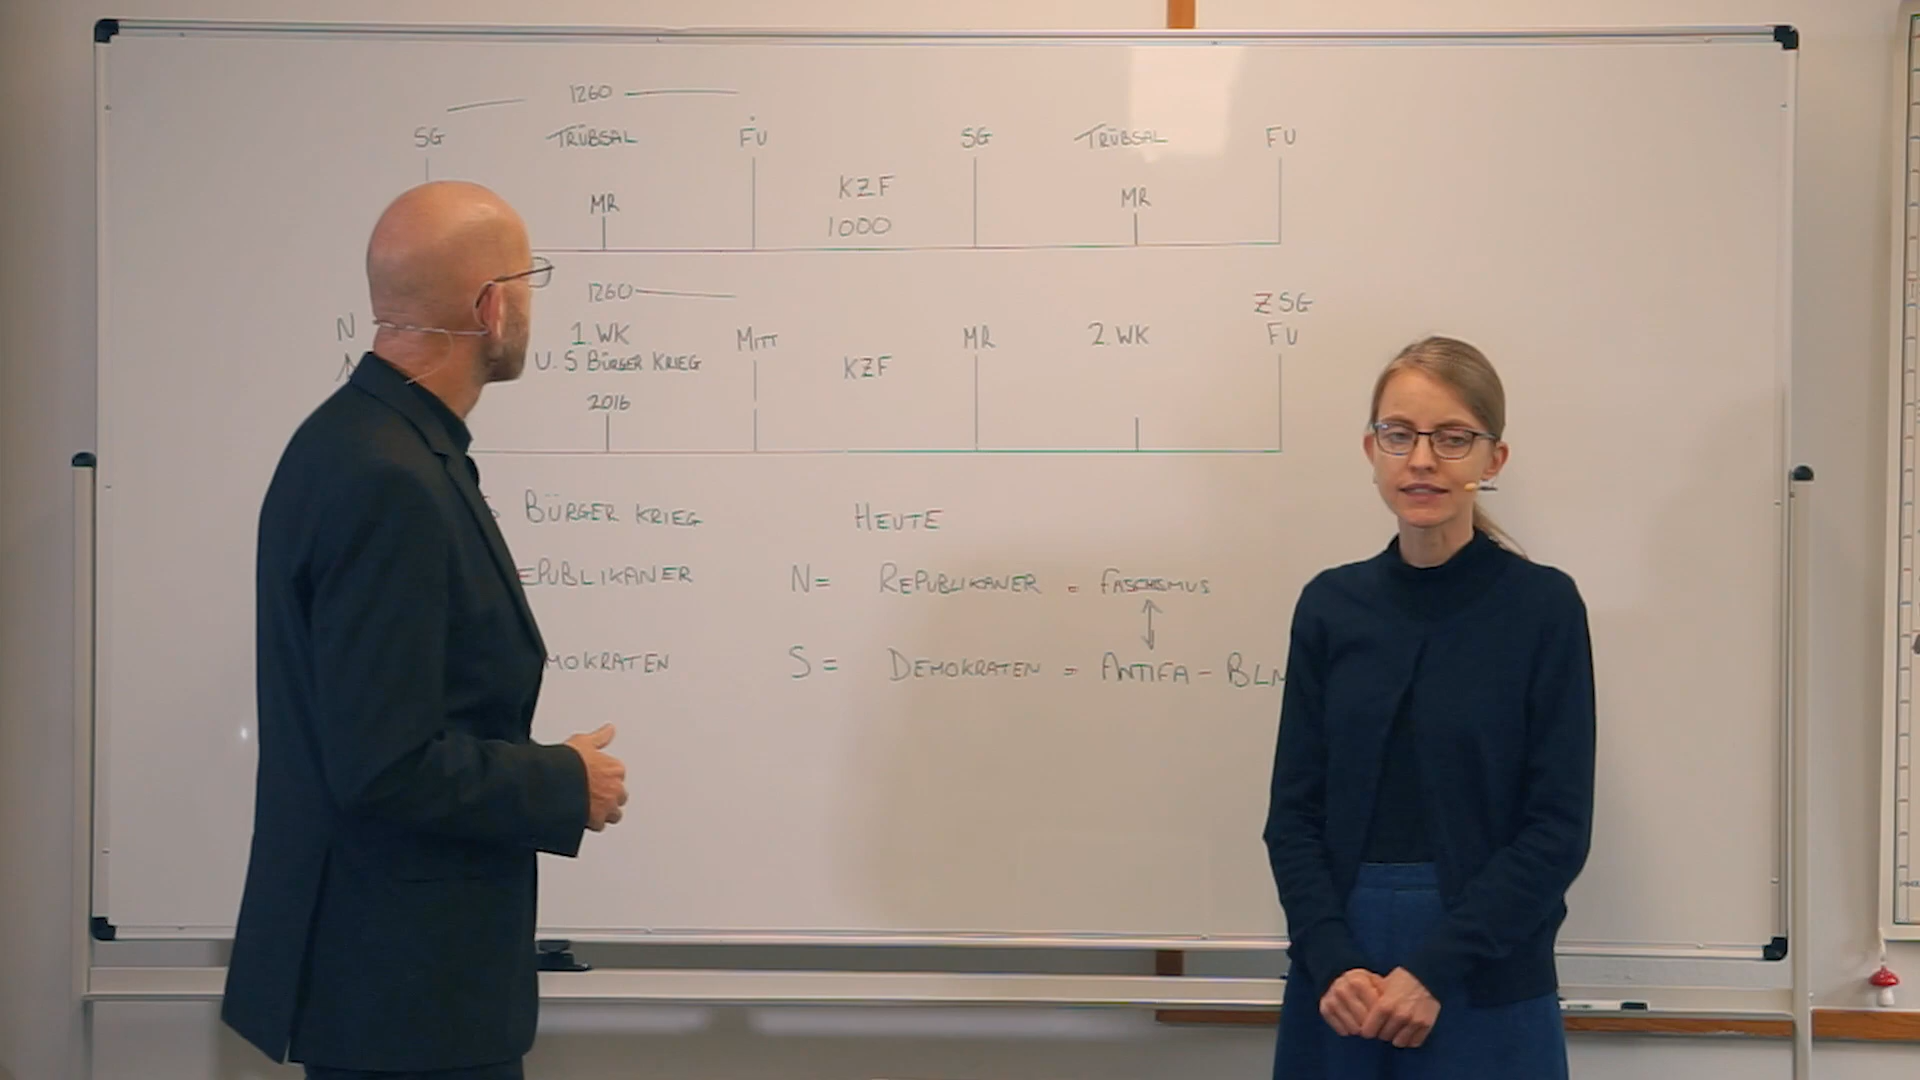 1260
SG TRÜBSAL FU SG TRÜBSAL FU
MR KZF MR
1000
1260 ZSG
N 1. WK MITT MR 2. WK FU
U.S BÜRGER KRIEG KZF
2016
BÜRGER KRIEG HEUTE
EPUBLIKANER N= REPUBLIKANER = FASCHISMUS
MOKRATEN S = DEMOKRATEN = ANTIFA - BLM